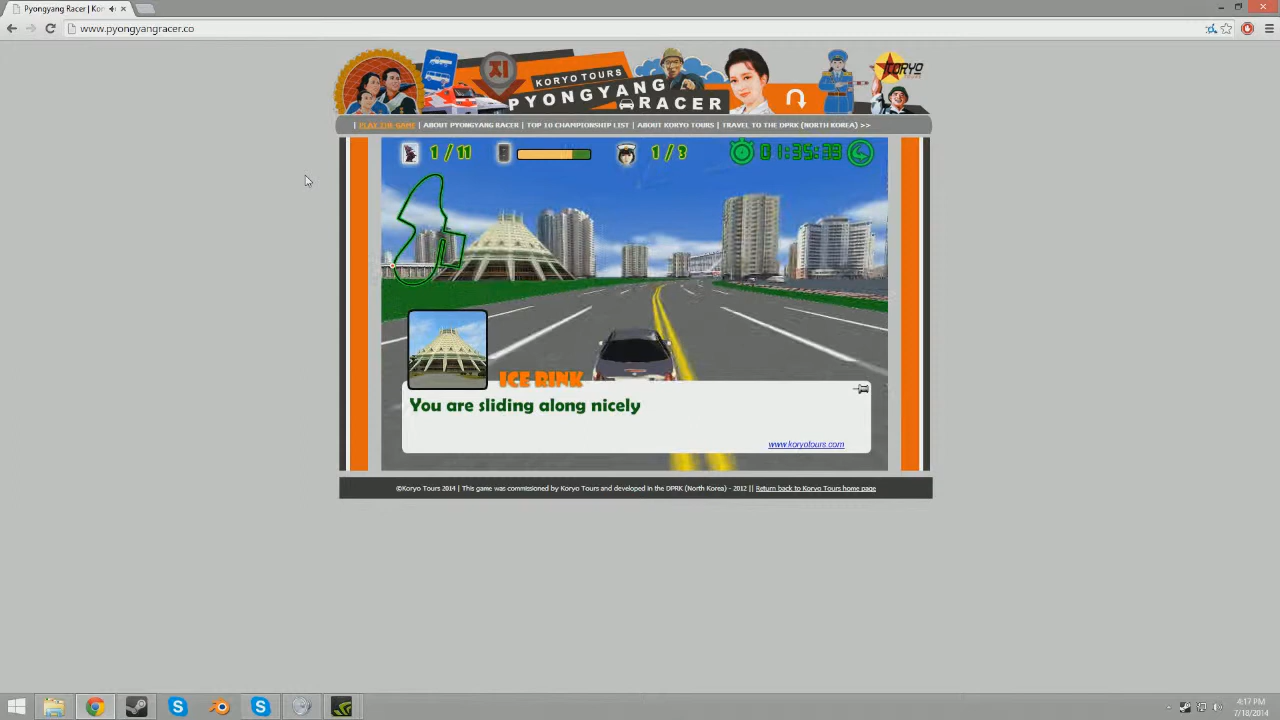 Pyongyang Racer | Kor
www.pyongyangracer.co
지
KORYO TOURS
PYONGYANG
RACER
KORYO
| PLAY THE GAME | ABOUT PYONGYANG RACER | TOP 10 CHAMPIONSHIP LIST | ABOUT KORYO TOURS | TRAVEL TO THE DPRK (NORTH KOREA) >>
1 / 11
1 / 3
01:35:38
ICE RINK
You are sliding along nicely
www.koryotours.com
©Koryo Tours 2014 | This game was commissioned by Koryo Tours and developed in the DPRK (North Korea) - 2012 || Return back to Koryo Tours home page
4:17 PM
7/18/2014